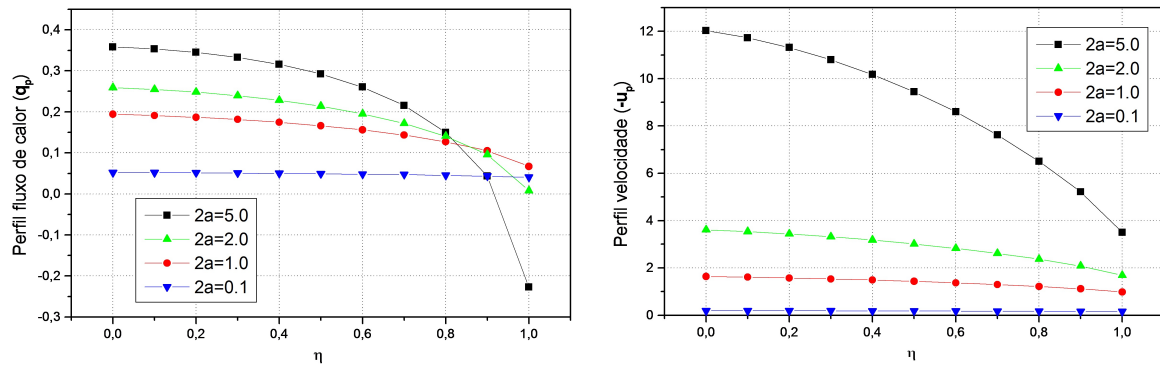 Perfil fluxo de calor (qp)
0,4
0,3
0,2
0,1
0,0
-0,1
-0,2
-0,3
2a=5.0
2a=2.0
2a=1.0
2a=0.1
0,0 0,2 0,4 0,6 0,8 1,0
η
Perfil velocidade (-up)
12
10
8
6
4
2
0
2a=5.0
2a=2.0
2a=1.0
2a=0.1
0,0 0,2 0,4 0,6 0,8 1,0
η